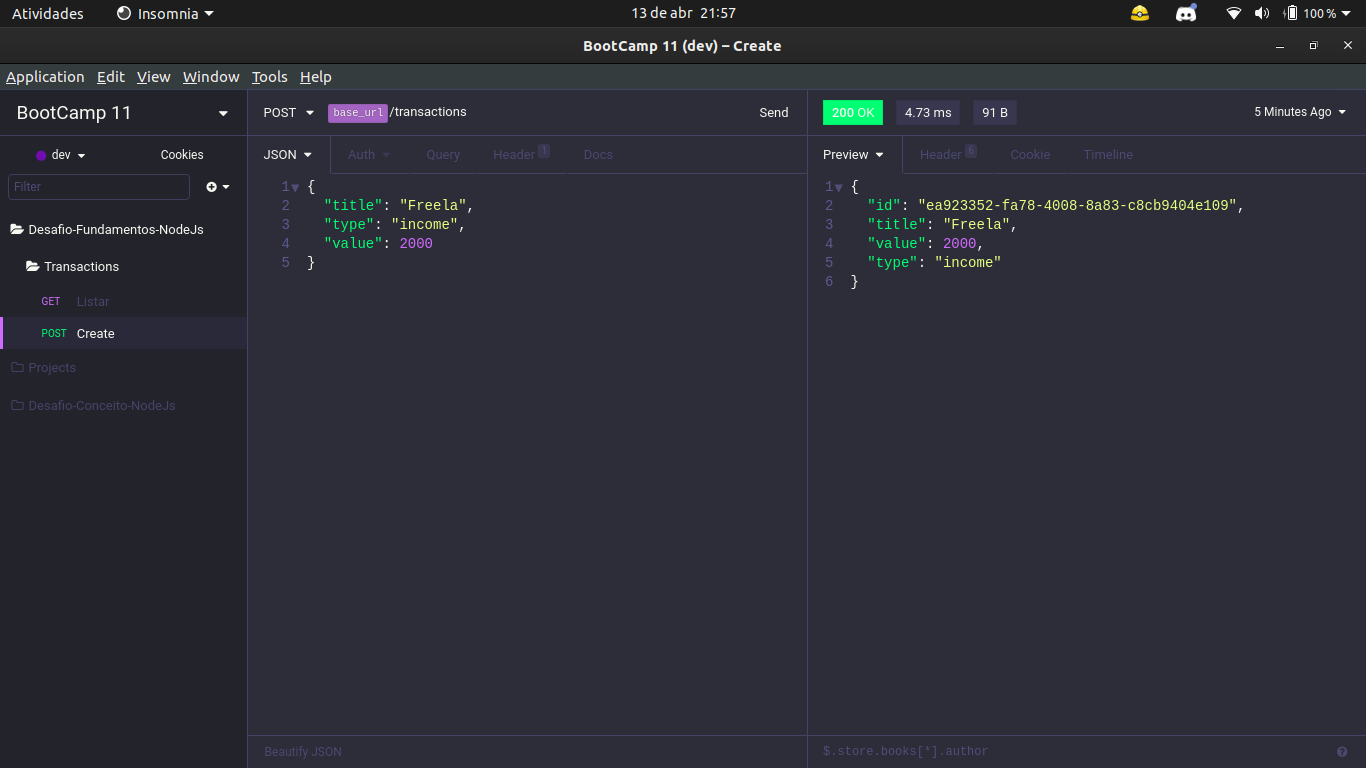 Atividades Insomnia 13 de abr 21:57 100 %
BootCamp 11 (dev) – Create
Application Edit View Window Tools Help
BootCamp 11 POST base_url /transactions Send 200 OK 4.73 ms 91 B 5 Minutes Ago
dev Cookies JSON Auth Query Header 1 Docs Preview Header 6 Cookie Timeline
Filter
Desafio-Fundamentos-NodeJs
Transactions
GET Listar
POST Create
Projects
Desafio-Conceito-NodeJs
1 {
2 "title": "Freela",
3 "type": "income",
4 "value": 2000
5 }
Beautify JSON
1 {
2 "id": "ea923352-fa78-4008-8a83-c8cb9404e109",
3 "title": "Freela",
4 "value": 2000,
5 "type": "income"
6 }
$.store.books[*].author ?